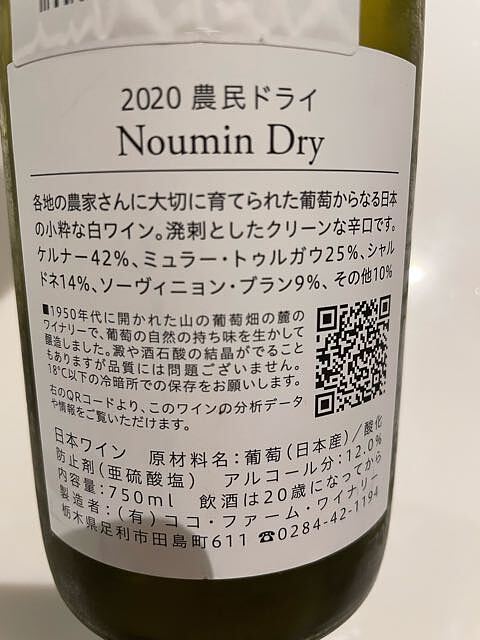 2020 農民ドライ
Noumin Dry
各地の農家さんに大切に育てられた葡萄からなる日本
の小粋な白ワイン。溌剌としたクリーンな辛口です。
ケルナー42%、ミュラー・トゥルガウ25%、シャル
ドネ14%、ソーヴィニョン・ブラン9%、その他10%
■1950年代に開かれた山の葡萄畑の麓の
ワイナリーで、葡萄の自然の持ち味を生かして
醸造しました。澱や酒石酸の結晶がでること
もありますが品質には問題ございません。
18℃以下の冷暗所での保存をお願いします。
右のQRコードより、このワインの分析データ
や情報をご覧いただけます。
日本ワイン 原材料名:葡萄(日本産)/酸化
防止剤(亜硫酸塩) アルコール分:12.0%
内容量:750ml 飲酒は20歳になってから
製造者:(有)ココ・ファーム・ワイナリー
栃木県足利市田島町611 ☎0284-42-1194